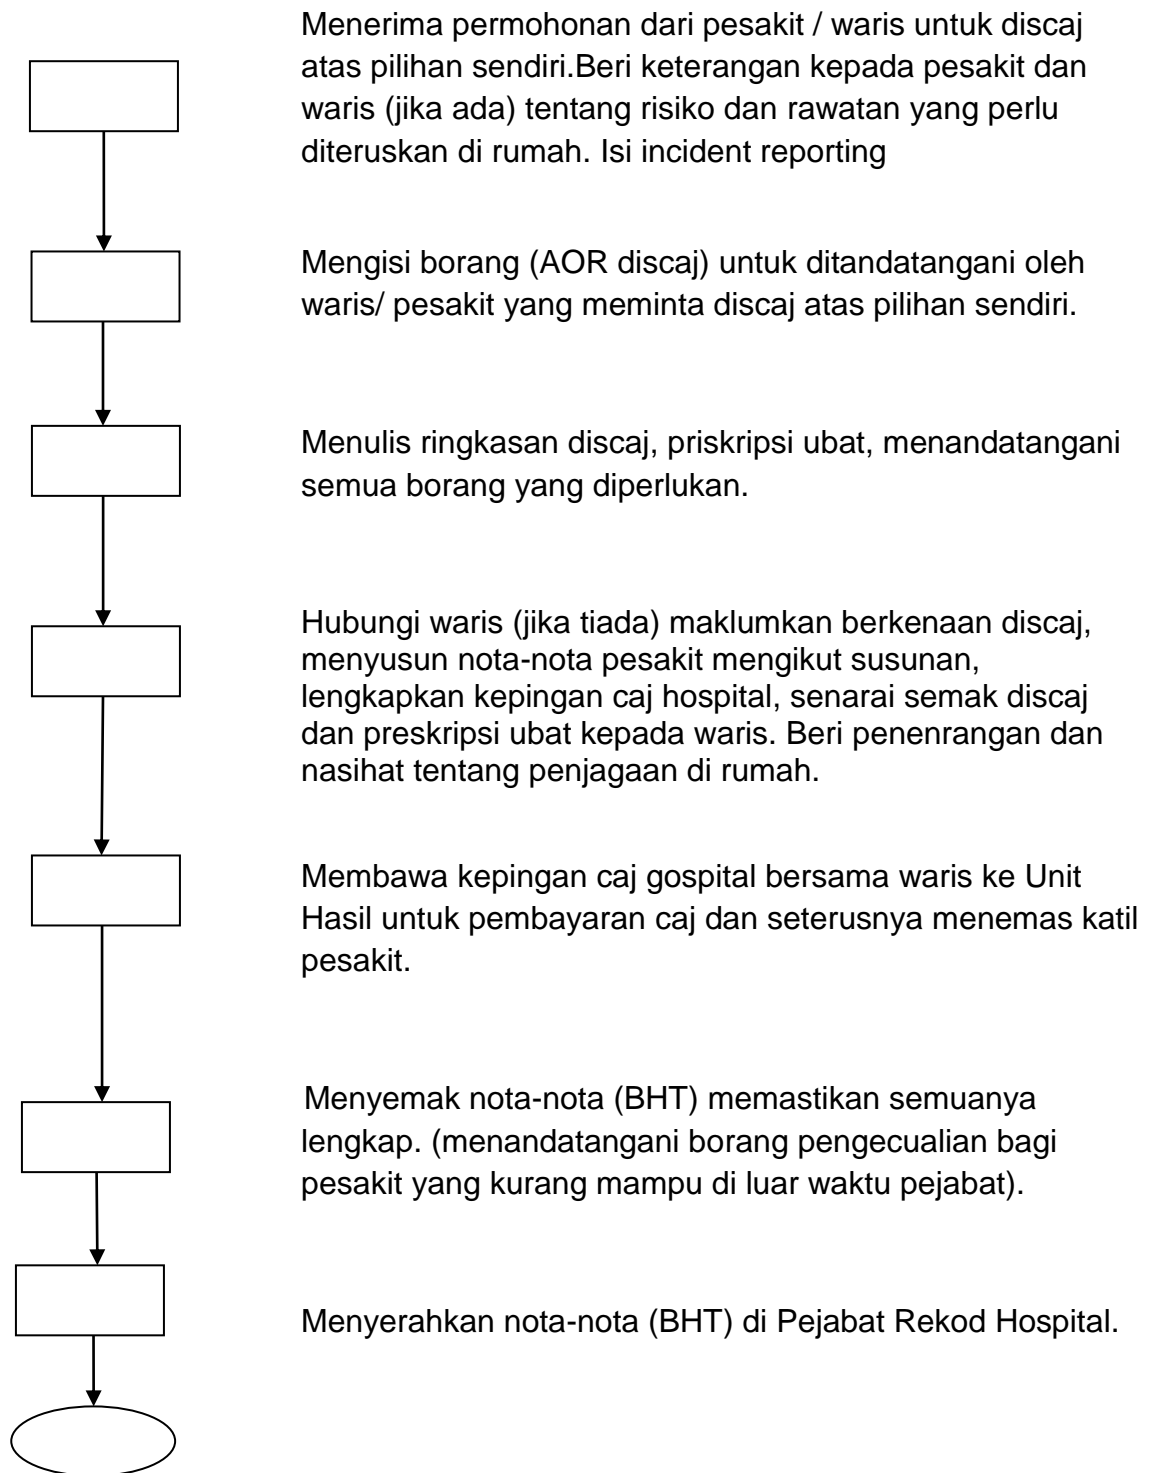 Menerima permohonan dari pesakit / waris untuk discaj
atas pilihan sendiri.Beri keterangan kepada pesakit dan
waris (jika ada) tentang risiko dan rawatan yang perlu
diteruskan di rumah. Isi incident reporting
Mengisi borang (AOR discaj) untuk ditandatangani oleh
waris/ pesakit yang meminta discaj atas pilihan sendiri.
Menulis ringkasan discaj, priskripsi ubat, menandatangani
semua borang yang diperlukan.
Hubungi waris (jika tiada) maklumkan berkenaan discaj,
menyusun nota-nota pesakit mengikut susunan,
lengkapkan kepingan caj hospital, senarai semak discaj
dan preskripsi ubat kepada waris. Beri penenrangan dan
nasihat tentang penjagaan di rumah.
Membawa kepingan caj gospital bersama waris ke Unit
Hasil untuk pembayaran caj dan seterusnya menemas katil
pesakit.
Menyemak nota-nota (BHT) memastikan semuanya
lengkap. (menandatangani borang pengecualian bagi
pesakit yang kurang mampu di luar waktu pejabat).
Menyerahkan nota-nota (BHT) di Pejabat Rekod Hospital.